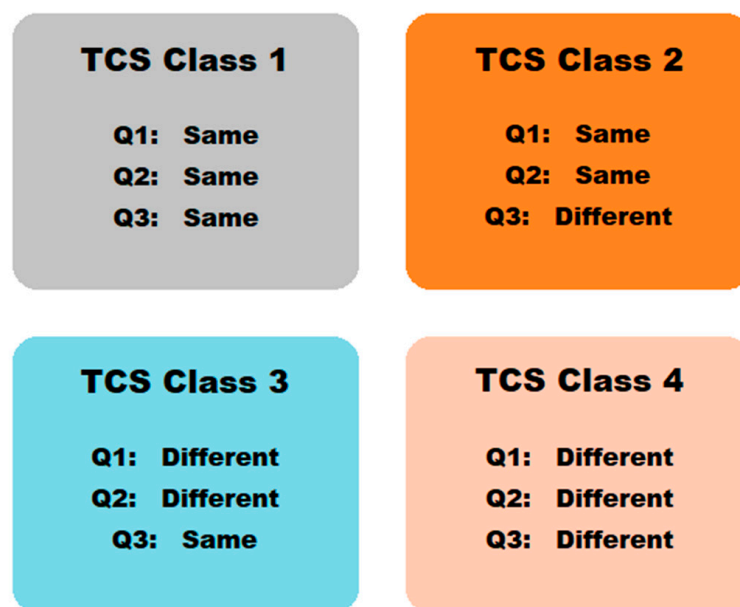 TCS Class 1
Q1: Same
Q2: Same
Q3: Same
TCS Class 2
Q1: Same
Q2: Same
Q3: Different
TCS Class 3
Q1: Different
Q2: Different
Q3: Same
TCS Class 4
Q1: Different
Q2: Different
Q3: Different